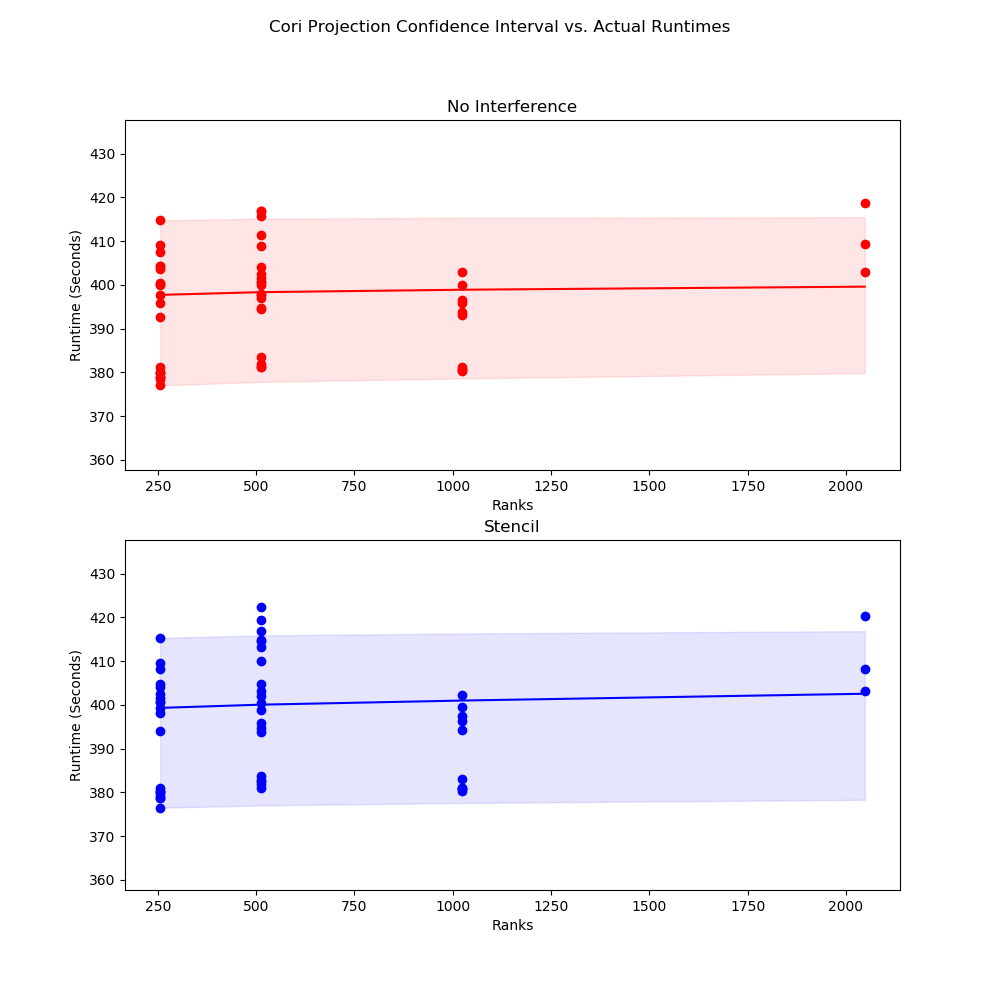 Cori Projection Confidence Interval vs. Actual Runtimes
No Interference
430
420
410
400
390
380
370
360
Runtime (Seconds)
250 500 750 1000 1250 1500 1750 2000
Ranks
Stencil
430
420
410
400
390
380
370
360
Runtime (Seconds)
250 500 750 1000 1250 1500 1750 2000
Ranks